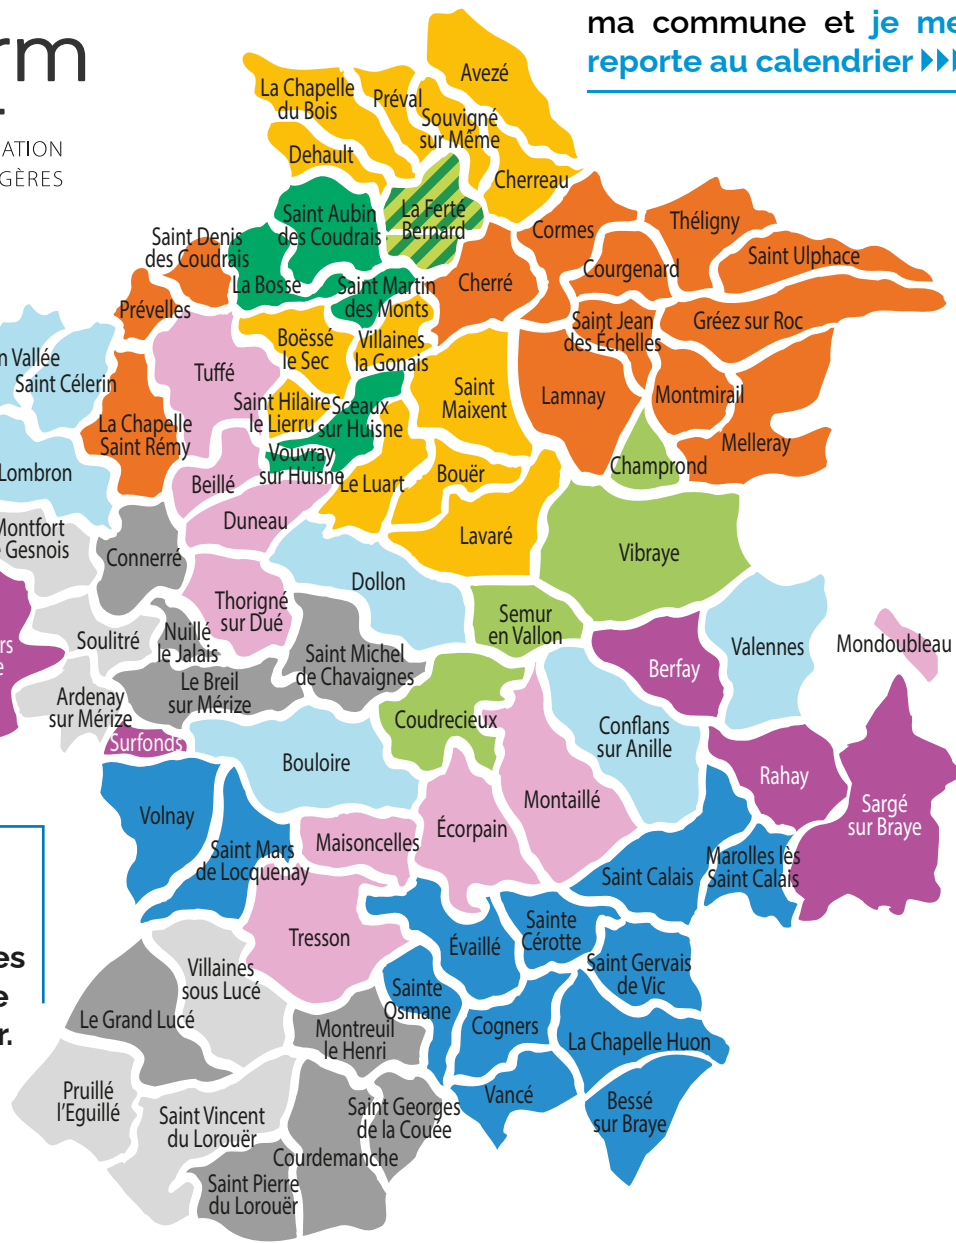 rm
ATION
GÈRES
ma commune et je me
reporte au calendrier
Avezé
La Chapelle
du Bois
Préval
Souvigné
sur Même
Dehault
Cherreau
La Ferté
Bernard
Saint Aubin
des Coudrais
Saint Denis
des Coudrais
La Bosse
Saint Martin
des Monts
Cormes
Théligny
Courgenard
Saint Ulphace
Cherré
Prévelles
Boëssé
le Sec
Villaines
la Gonais
Saint Jean
des Échelles
Gréez sur Roc
n Vallée
Saint Célerin
Tuffé
Saint
Maixent
Lamnay
Montmirail
Saint Hilaire
le Lierru
Sceaux
sur Huisne
La Chapelle
Saint Rémy
Melleray
Vouvray
sur Huisne
Champrond
Lombron
Beillé
Le Luart
Bouër
Montfort
Gesnois
Duneau
Lavaré
Connerré
Vibraye
Dollon
Thorigné
sur Dué
Semur
en Vallon
Soulitré
Nuillé
le Jalais
Saint Michel
de Chavaignes
Berfay
Valennes
Mondoubleau
rs
e
Ardenay
sur Mérize
Le Breil
sur Mérize
Surfonds
Coudrecieux
Conflans
sur Anille
Bouloire
Rahay
Montaillé
Sargé
sur Braye
Volnay
Écorpain
Maisoncelles
Saint Mars
de Locquenay
Saint Calais
Marolles lès
Saint Calais
Tresson
Évaillé
Sainte
Cérotte
es
e
r.
Villaines
sous Lucé
Saint Gervais
de Vic
Sainte
Osmane
Le Grand Lucé
Montreuil
le Henri
Cogners
La Chapelle Huon
Pruillé
l'Eguillé
Vancé
Bessé
sur Braye
Saint Vincent
du Lorouër
Saint Georges
de la Couée
Courdemanche
Saint Pierre
du Lorouër